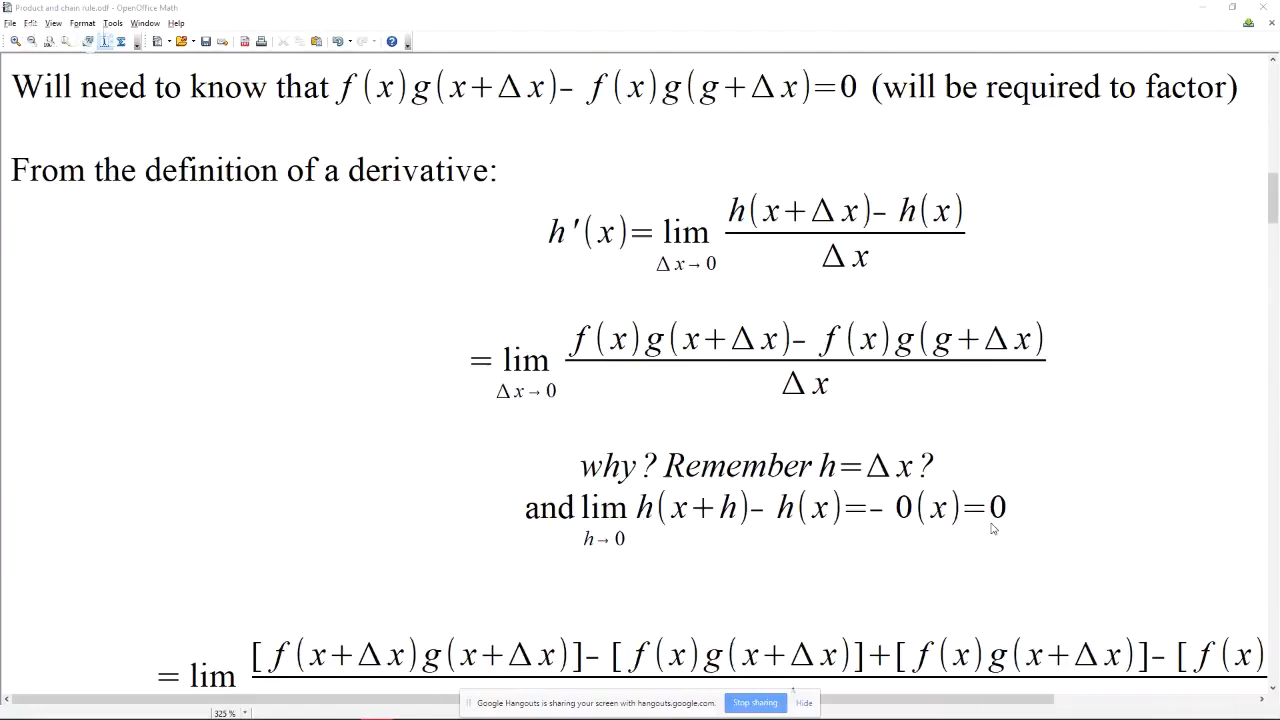 Product and chain rule.odf - OpenOffice Math
File Edit View Format Tools Window Help
Will need to know that f(x)g(x+Δx)– f(x)g(g+Δx)=0 (will be required to factor)
From the definition of a derivative:
h(x+Δx)– h(x)
h'(x)= lim
Δx
Δx→0
f(x)g(x+Δx)– f(x)g(g+Δx)
= lim
Δx
Δx→0
why? Remember h=Δx?
and lim h(x+h)– h(x)=– 0(x)=0
h→0
[f(x+Δx)g(x+Δx)]–[f(x)g(x+Δx)]+[f(x)g(x+Δx)]–[f(x)
= lim
Google Hangouts is sharing your screen with hangouts.google.com. Stop sharing Hide
325 %